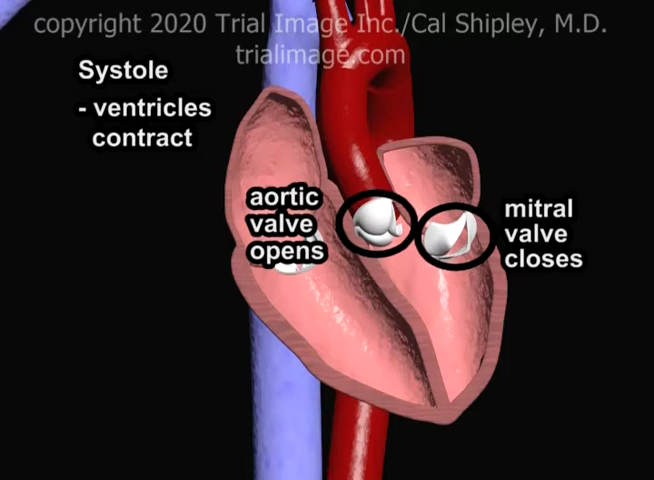 copyright 2020 Trial Image Inc./Cal Shipley, M.D.
trialimage.com
Systole
- ventricles
contract
aortic
valve
opens
mitral
valve
closes